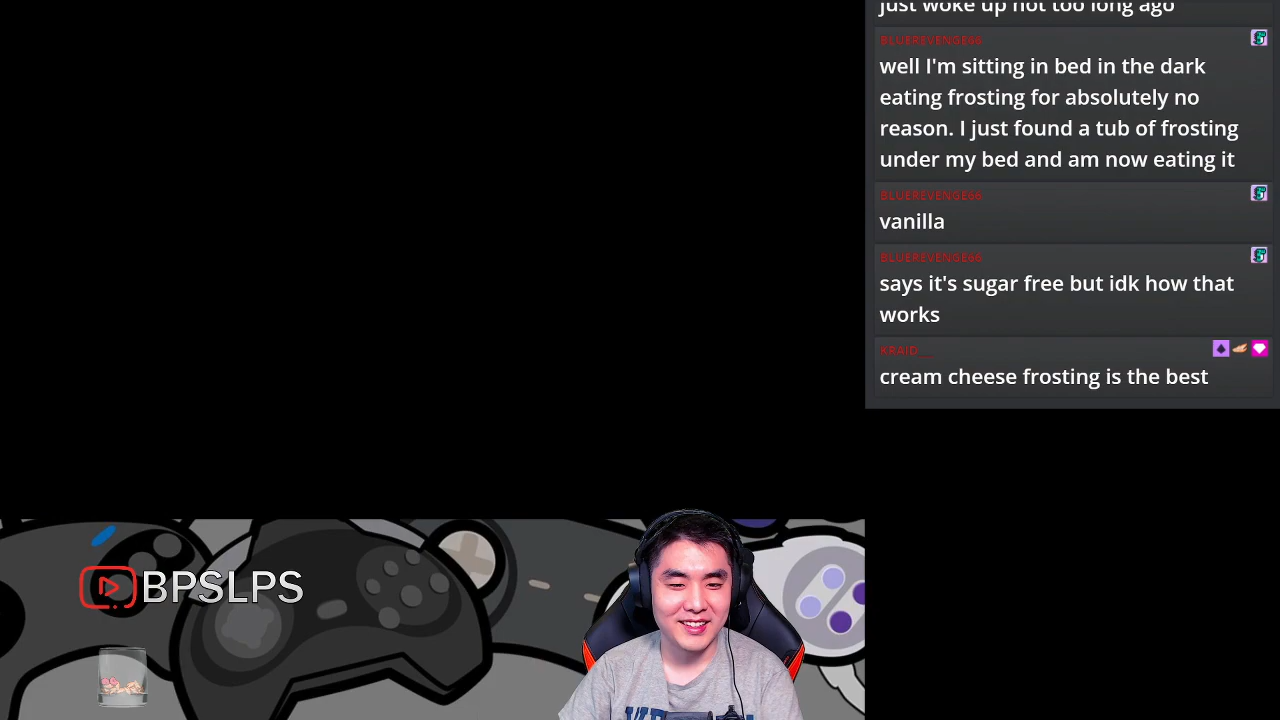 just woke up not too long ago
BLUEREVENGE66
well I'm sitting in bed in the dark
eating frosting for absolutely no
reason. I just found a tub of frosting
under my bed and am now eating it
BLUEREVENGE66
vanilla
BLUEREVENGE66
says it's sugar free but idk how that
works
KRAID__
cream cheese frosting is the best
BPSLPS